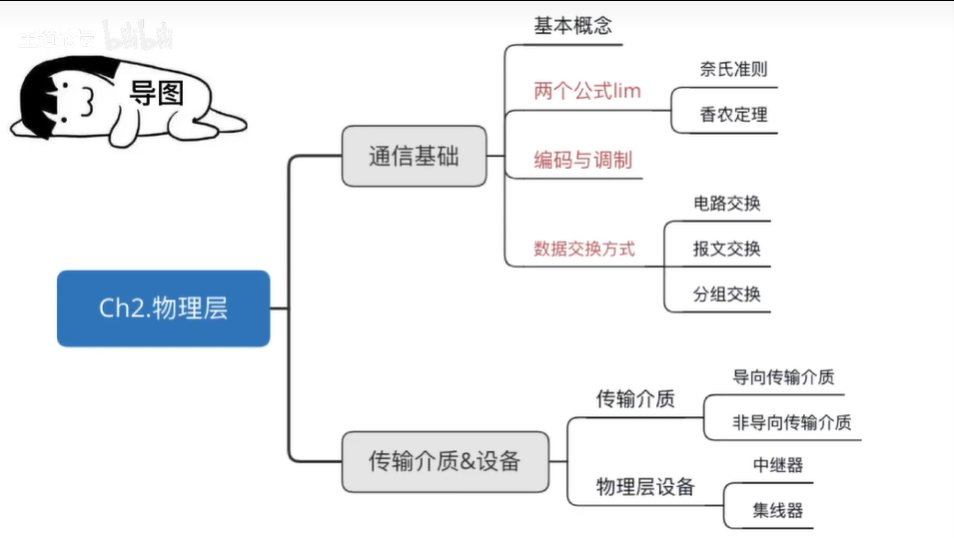 bilibili
导图
基本概念
两个公式lim
奈氏准则
香农定理
通信基础
编码与调制
数据交换方式
电路交换
报文交换
分组交换
Ch2.物理层
传输介质&设备
传输介质
导向传输介质
非导向传输介质
物理层设备
中继器
集线器